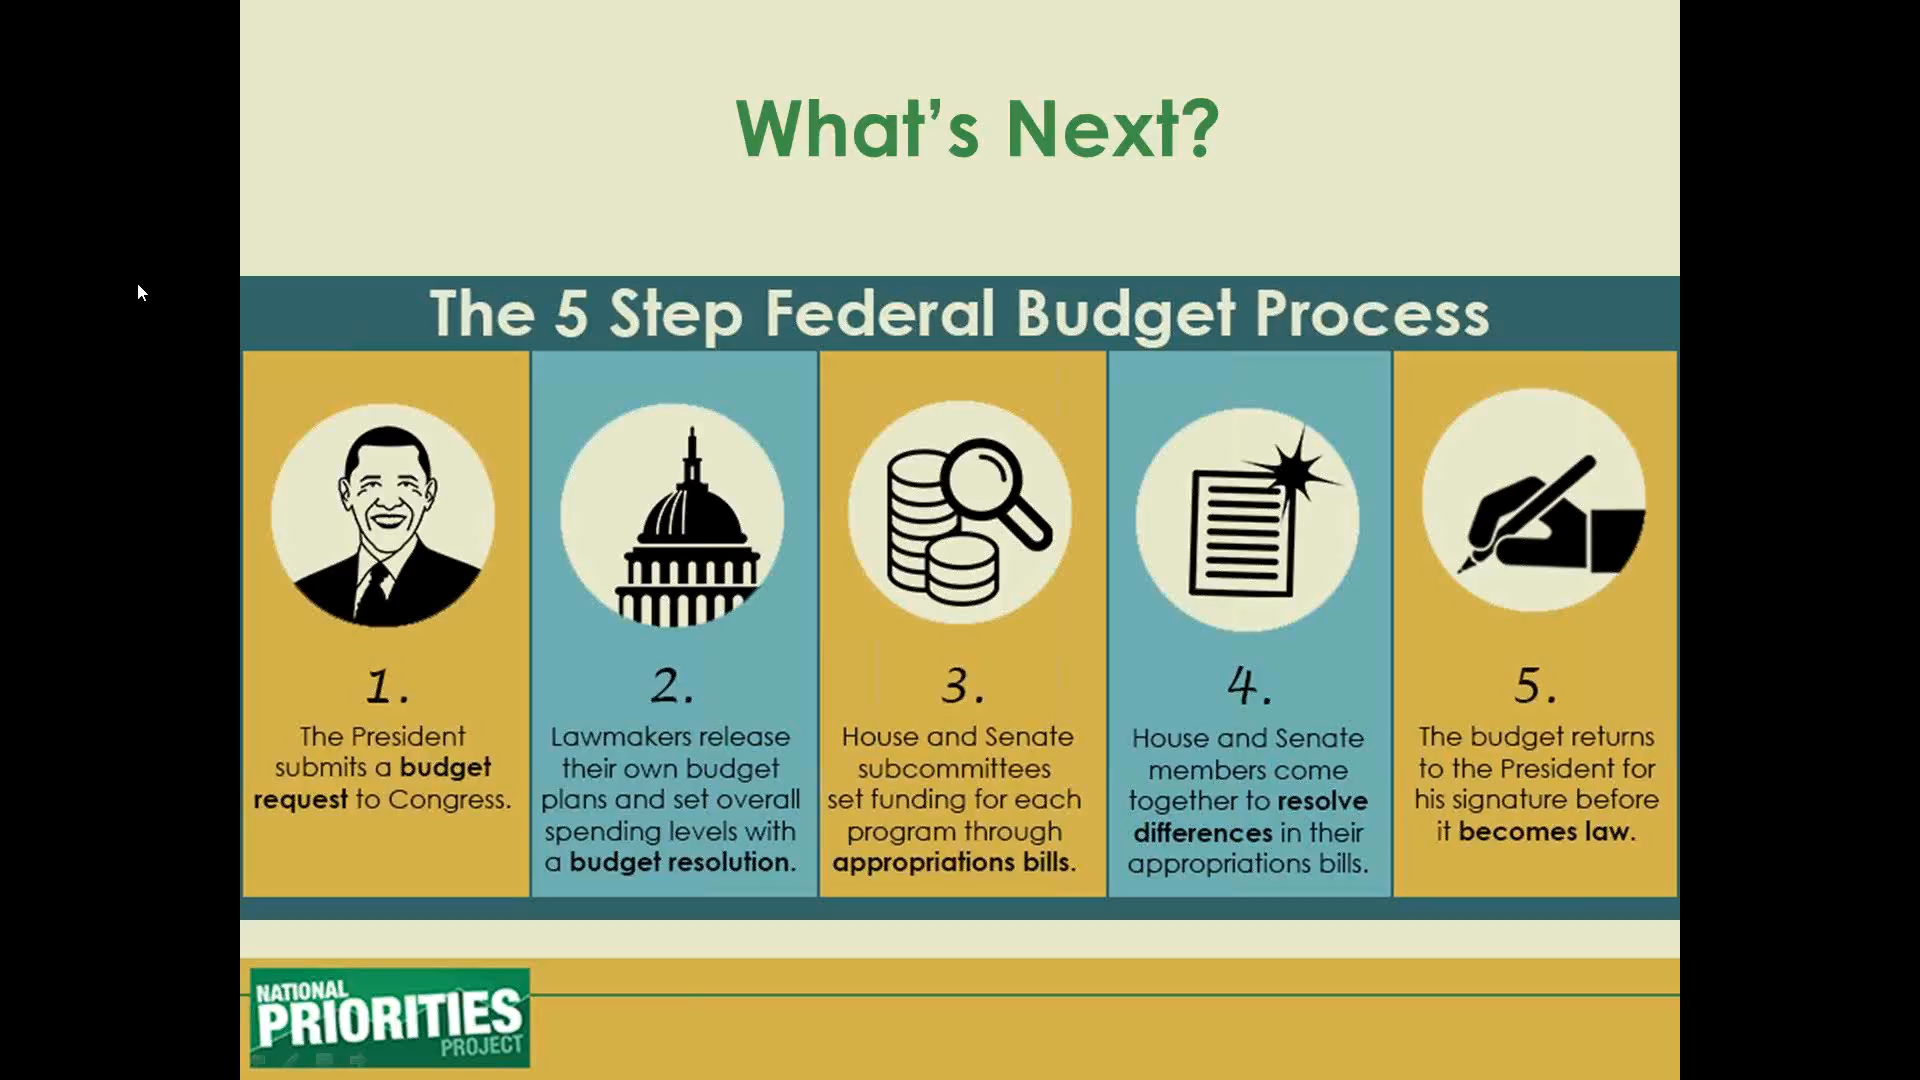 What's Next?
The 5 Step Federal Budget Process
1.
The President
submits a budget
request to Congress.
2.
Lawmakers release
their own budget
plans and set overall
spending levels with
a budget resolution.
3.
House and Senate
subcommittees
set funding for each
program through
appropriations bills.
4.
House and Senate
members come
together to resolve
differences in their
appropriations bills.
5.
The budget returns
to the President for
his signature before
it becomes law.
NATIONAL
PRIORITIES
PROJECT